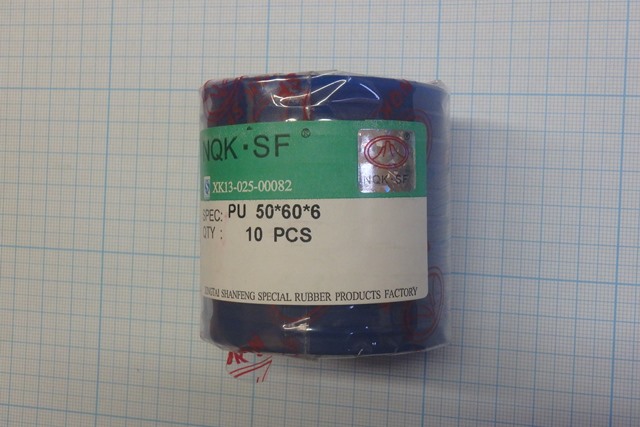 NQK·SF ®
XK13-025-00082
NQK·SF
SPEC: PU 50*60*6
QTY : 10 PCS
SHANFENG SPECIAL RUBBER PRODUCTS FACTORY